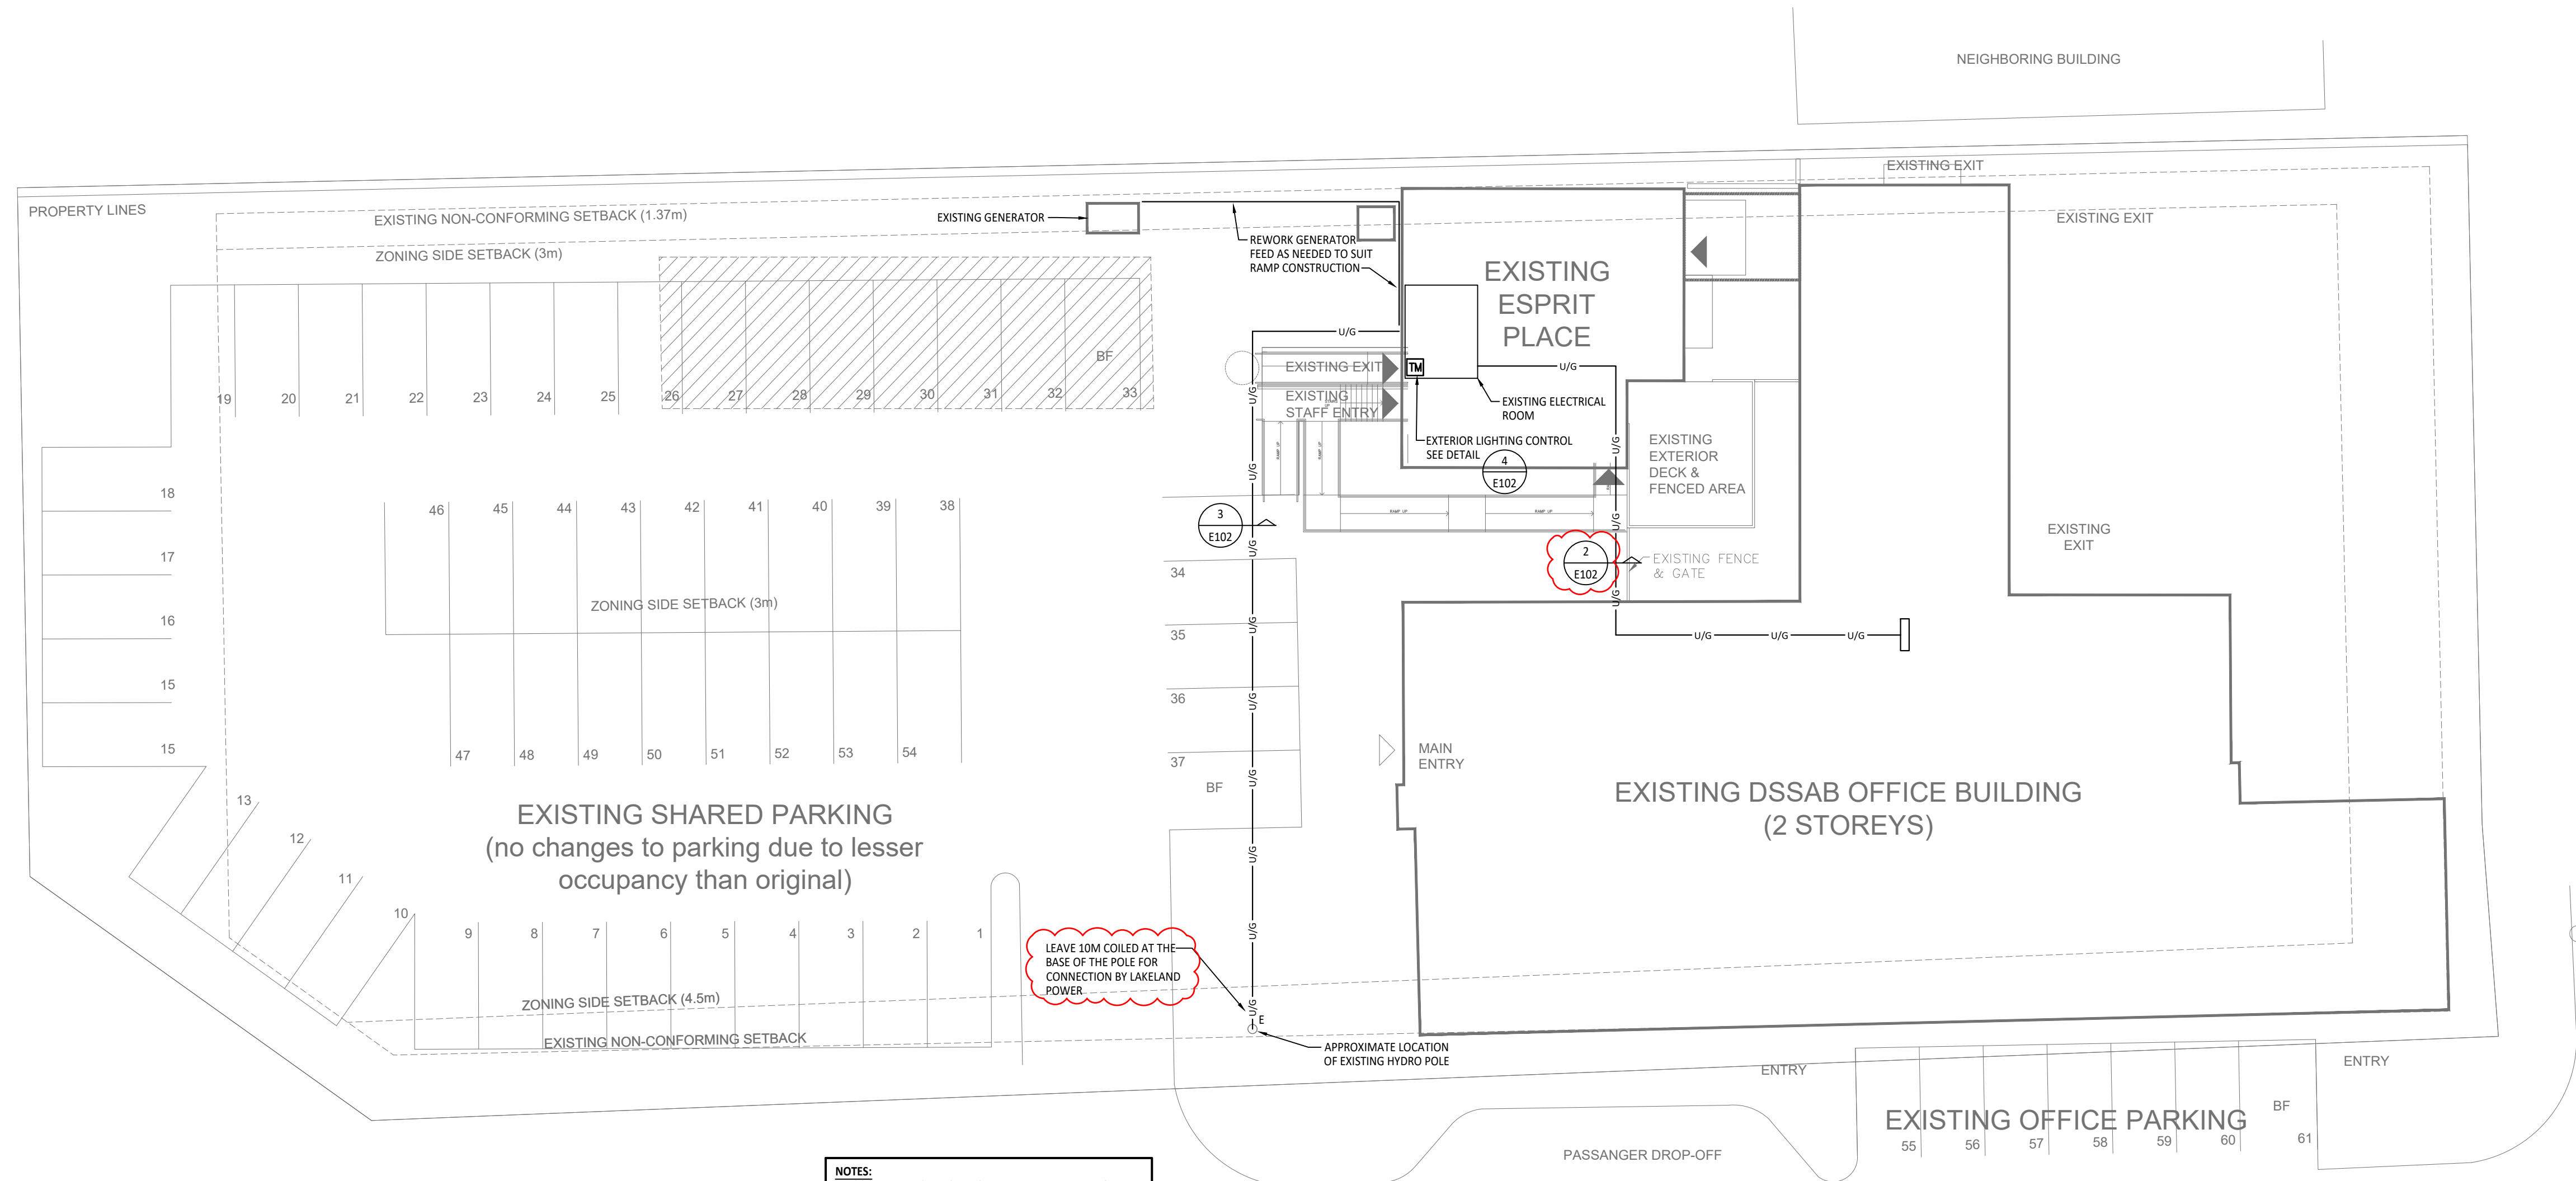 NEIGHBORING BUILDING
PROPERTY LINES
EXISTING NON-CONFORMING SETBACK (1.37m)
ZONING SIDE SETBACK (3m)
EXISTING GENERATOR
REWORK GENERATOR
FEED AS NEEDED TO SUIT
RAMP CONSTRUCTION
EXISTING EXIT
EXISTING EXIT
EXISTING
ESPRIT
PLACE
U/G
U/G
U/G
TM
EXISTING EXIT
EXISTING
STAFF ENTRY
UP
RAMP UP
RAMP UP
RAMP UP
RAMP UP
EXISTING ELECTRICAL
ROOM
EXTERIOR LIGHTING CONTROL
SEE DETAIL
4
E102
U/G
U/G
U/G
U/G
EXISTING
EXTERIOR
DECK &
FENCED AREA
EXISTING
EXIT
3
E102
2
E102
EXISTING FENCE
& GATE
U/G
U/G
U/G
U/G
BF
19
20
21
22
23
24
25
26
27
28
29
30
31
32
33
18
17
16
15
15
46
45
44
43
42
41
40
39
38
ZONING SIDE SETBACK (3m)
47
48
49
50
51
52
53
54
34
35
36
37
BF
U/G
U/G
U/G
U/G
U/G
U/G
U/G
MAIN
ENTRY
EXISTING DSSAB OFFICE BUILDING
(2 STOREYS)
EXISTING SHARED PARKING
(no changes to parking due to lesser
occupancy than original)
13
12
11
10
9
8
7
6
5
4
3
2
1
LEAVE 10M COILED AT THE
BASE OF THE POLE FOR
CONNECTION BY LAKELAND
POWER
E
ZONING SIDE SETBACK (4.5m)
EXISTING NON-CONFORMING SETBACK
APPROXIMATE LOCATION
OF EXISTING HYDRO POLE
ENTRY
ENTRY
EXISTING OFFICE PARKING
BF
55
56
57
58
59
60
61
PASSANGER DROP-OFF
NOTES: